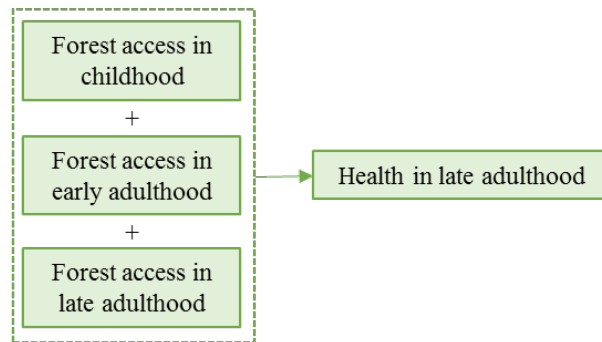 Forest access in
childhood
+
Forest access in
early adulthood
Health in late adulthood
+
Forest access in
late adulthood